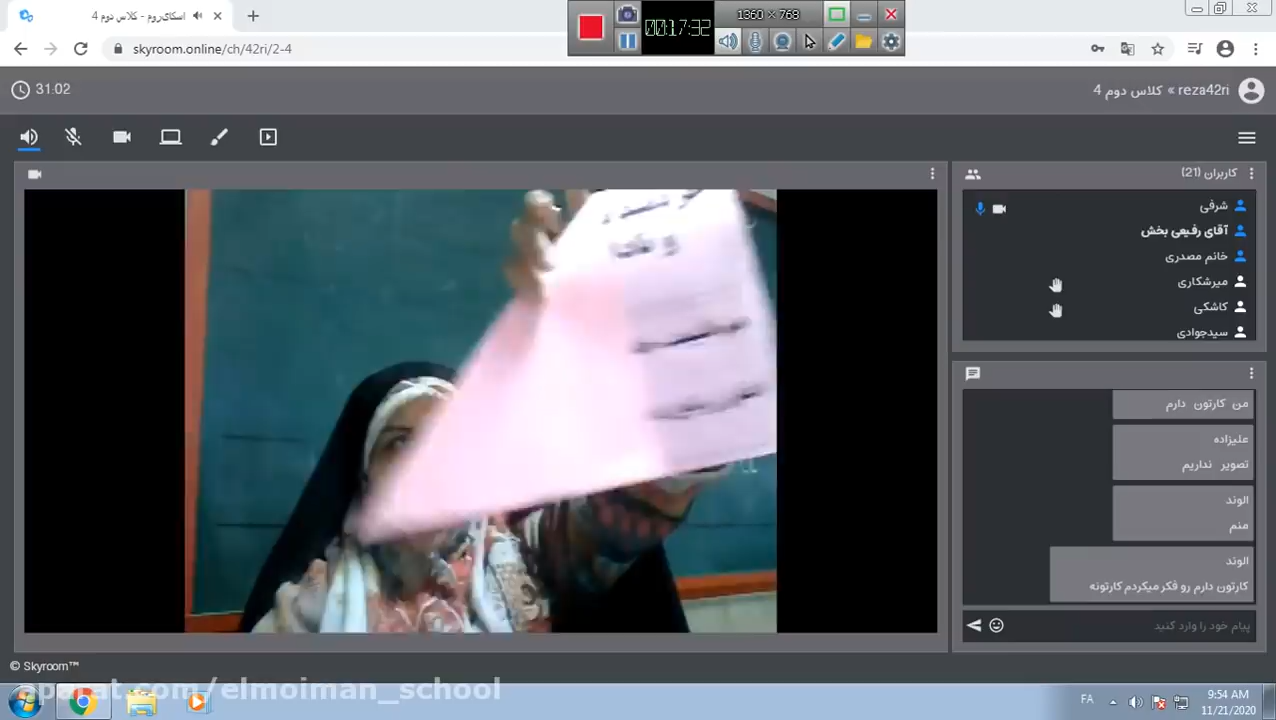 اسکای‌روم - کلاس دوم 4
skyroom.online/ch/42ri/2-4
00:17:32
1360 × 768
31:02
reza42ri » کلاس دوم 4
کاربران (21)
شرفی
آقای رفیعی بخش
خانم مصدری
میرشکاری
کاشکی
سیدجوادی
من کارتون دارم
علیزاده
تصویر نداریم
الوند
منم
الوند
کارتون دارم رو فکر میکردم کارتونه
پیام خود را وارد کنید
© Skyroom™
aparat.com/elmoiman_school
FA
9:54 AM
11/21/2020